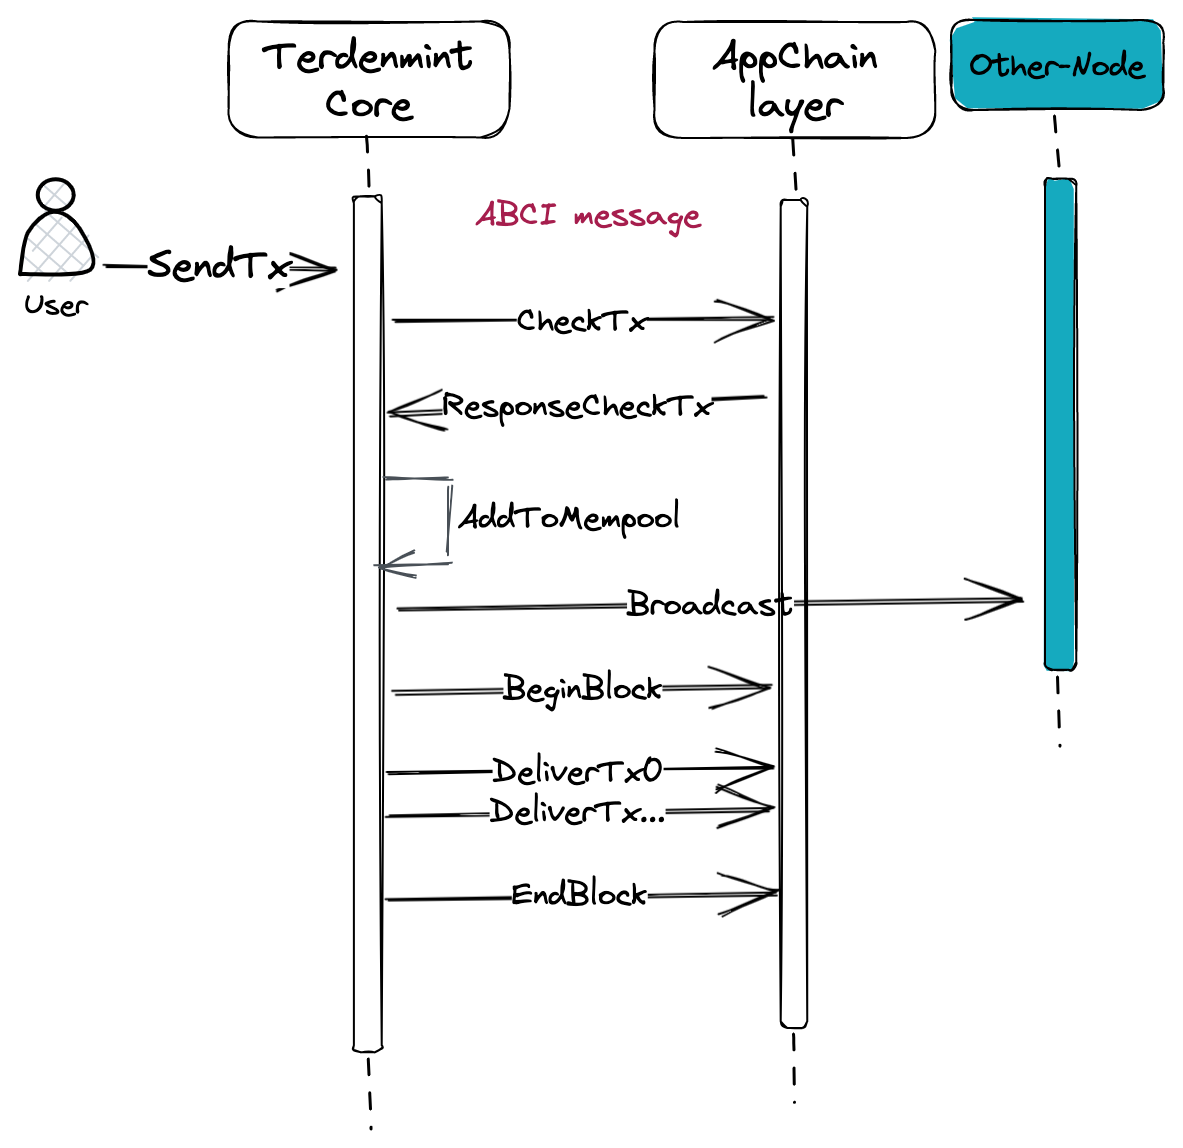 Terdenmint
Core
AppChain
layer
Other-Node
ABCI message
SendTx
User
CheckTx
ResponseCheckTx
AddToMempool
Broadcast
BeginBlock
DeliverTx0
DeliverTx...
EndBlock